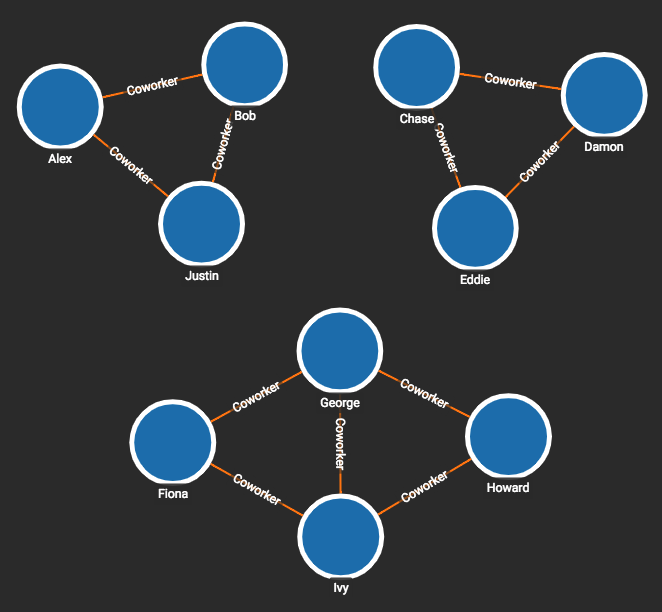 Coworker
Bob
Alex
Coworker
Coworker
Justin
Coworker
Chase
Damon
Coworker
Coworker
Eddie
George
Coworker
Coworker
Coworker
Fiona
Howard
Coworker
Coworker
Ivy